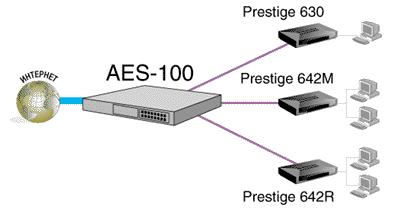 Prestige 630
ИНТЕРНЕТ
AES-100
Prestige 642M
Prestige 642R